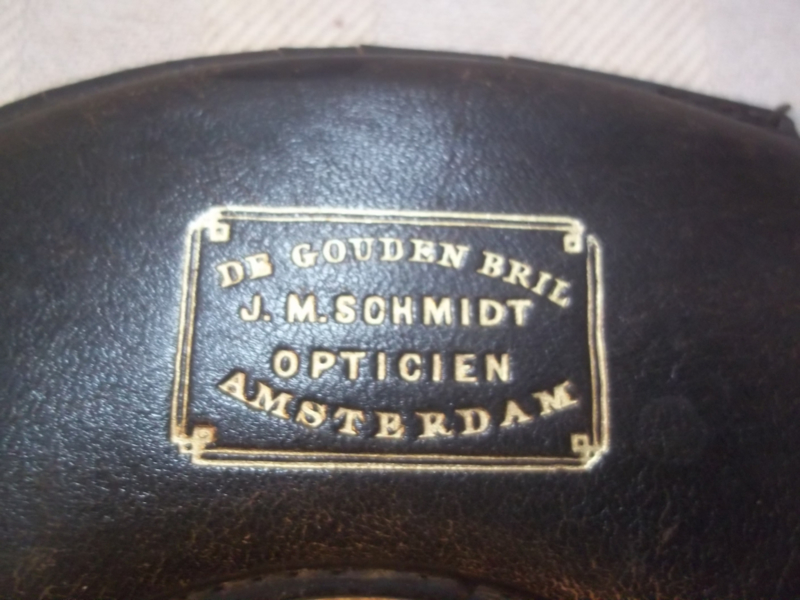 DE GOUDEN BRIL
J. M. SCHMIDT
OPTICIEN
AMSTERDAM